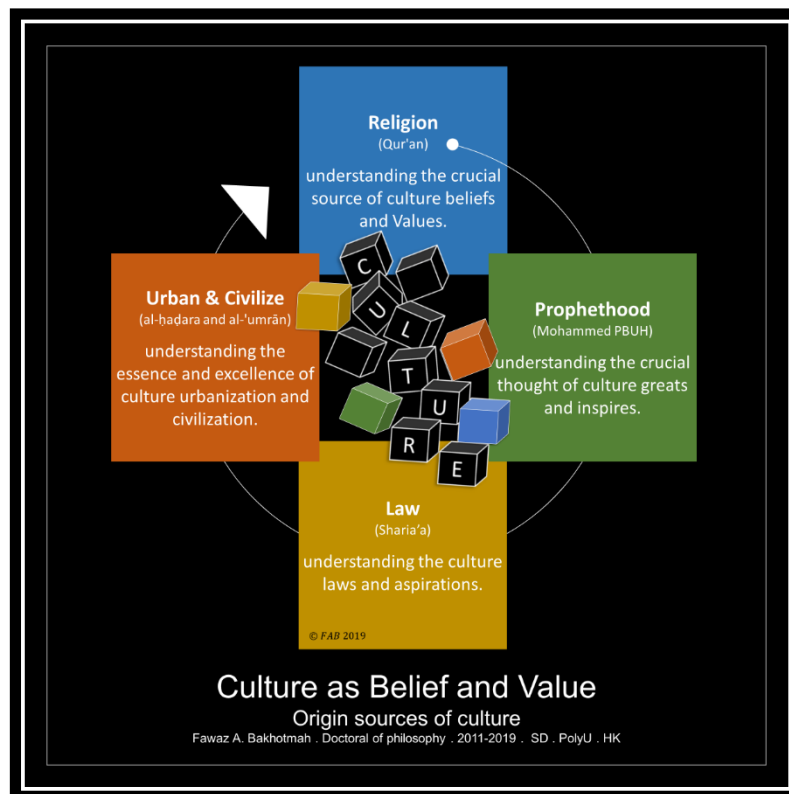 Religion
(Qur'an)
understanding the crucial
source of culture beliefs
and Values.
Urban & Civilize
(al-ḥaḍara and al-'umrân)
understanding the
essence and excellence of
culture urbanization and
civilization.
C
U
L
T
U
R
E
Prophethood
(Mohammed PBUH)
understanding the crucial
thought of culture greats
and inspires.
Law
(Sharia'a)
understanding the culture
laws and aspirations.
© FAB 2019
Culture as Belief and Value
Origin sources of culture
Fawaz A. Bakhotmah . Doctoral of philosophy . 2011-2019 . SD . PolyU . HK